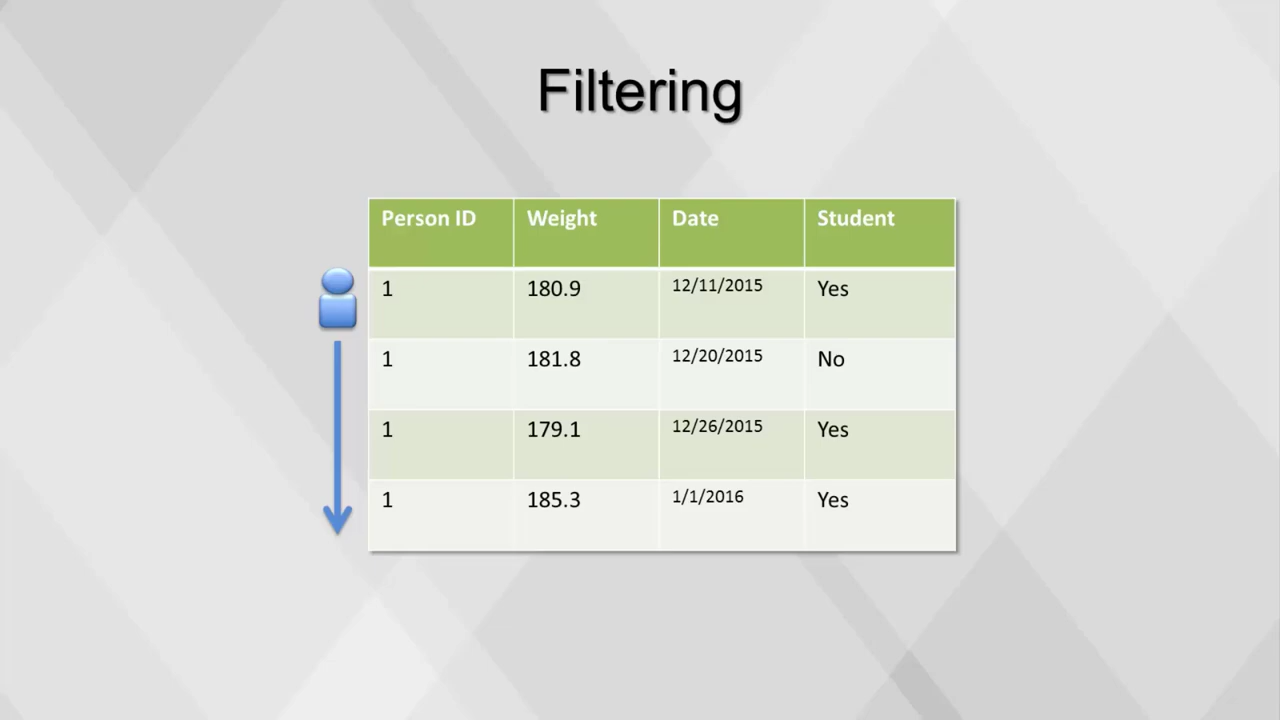 Filtering
Person ID Weight Date Student
1 180.9 12/11/2015 Yes
1 181.8 12/20/2015 No
1 179.1 12/26/2015 Yes
1 185.3 1/1/2016 Yes